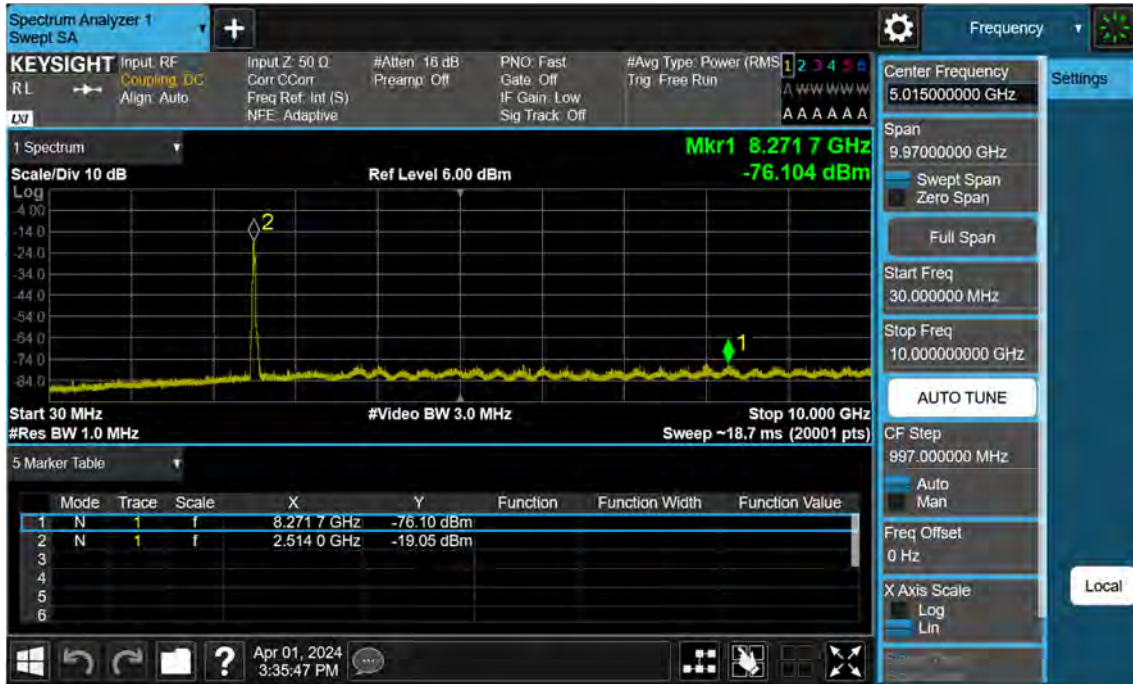 Spectrum Analyzer 1
Swept SA
+
Frequency
KEYSIGHT
RL
LXI
Input: RF
Coupling: DC
Align: Auto
Input Z: 50 Ω
Corr CCorr
Freq Ref: Int (S)
NFE: Adaptive
#Atten: 16 dB
Preamp: Off
PNO: Fast
Gate: Off
IF Gain: Low
Sig Track: Off
#Avg Type: Power (RMS
Trig: Free Run
1 2 3 4 5 6
A W W W W W
A A A A A A
Center Frequency
5.015000000 GHz
Settings
1 Spectrum
Scale/Div 10 dB
Ref Level 6.00 dBm
Mkr1 8.271 7 GHz
-76.104 dBm
Log
-4.00
-14.0
-24.0
-34.0
-44.0
-54.0
-64.0
-74.0
-84.0
2
1
Start 30 MHz
#Res BW 1.0 MHz
#Video BW 3.0 MHz
Stop 10.000 GHz
Sweep ~18.7 ms (20001 pts)
Span
9.97000000 GHz
Swept Span
Zero Span
Full Span
Start Freq
30.000000 MHz
Stop Freq
10.000000000 GHz
AUTO TUNE
CF Step
997.000000 MHz
Auto
Man
Freq Offset
0 Hz
X Axis Scale
Log
Lin
Local
5 Marker Table
Mode Trace Scale X Y Function Function Width Function Value
1 N 1 f 8.271 7 GHz -76.10 dBm
2 N 1 f 2.514 0 GHz -19.05 dBm
3
4
5
6
?
Apr 01, 2024
3:35:47 PM